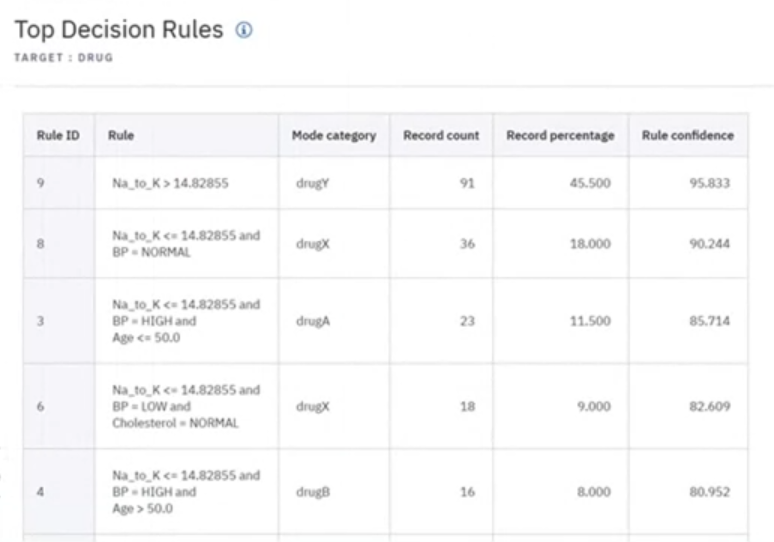 Top Decision Rules
TARGET : DRUG
Rule ID Rule Mode category Record count Record percentage Rule confidence
9 Na_to_K > 14.82855 drugY 91 45.500 95.833
8 Na_to_K <= 14.82855 and
BP = NORMAL drugX 36 18.000 90.244
3 Na_to_K <= 14.82855 and
BP = HIGH and
Age <= 50.0 drugA 23 11.500 85.714
6 Na_to_K <= 14.82855 and
BP = LOW and
Cholesterol = NORMAL drugX 18 9.000 82.609
4 Na_to_K <= 14.82855 and
BP = HIGH and
Age > 50.0 drugB 16 8.000 80.952